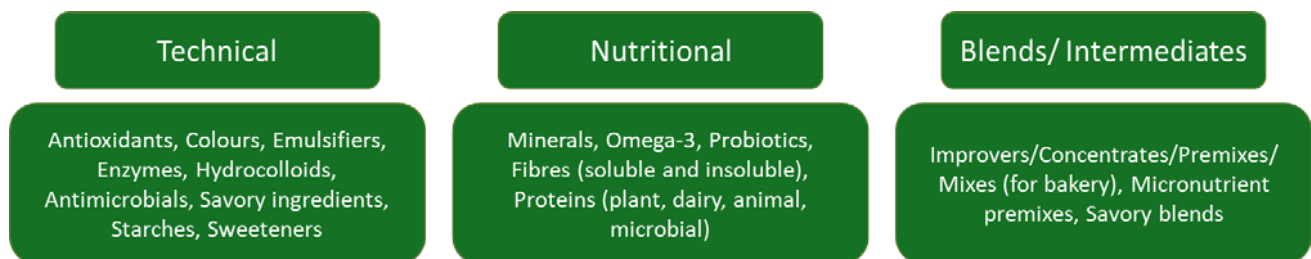 Technical
Antioxidants, Colours, Emulsifiers,
Enzymes, Hydrocolloids,
Antimicrobials, Savory ingredients,
Starches, Sweeteners
Nutritional
Minerals, Omega-3, Probiotics,
Fibres (soluble and insoluble),
Proteins (plant, dairy, animal,
microbial)
Blends/ Intermediates
Improvers/Concentrates/Premixes/
Mixes (for bakery), Micronutrient
premixes, Savory blends